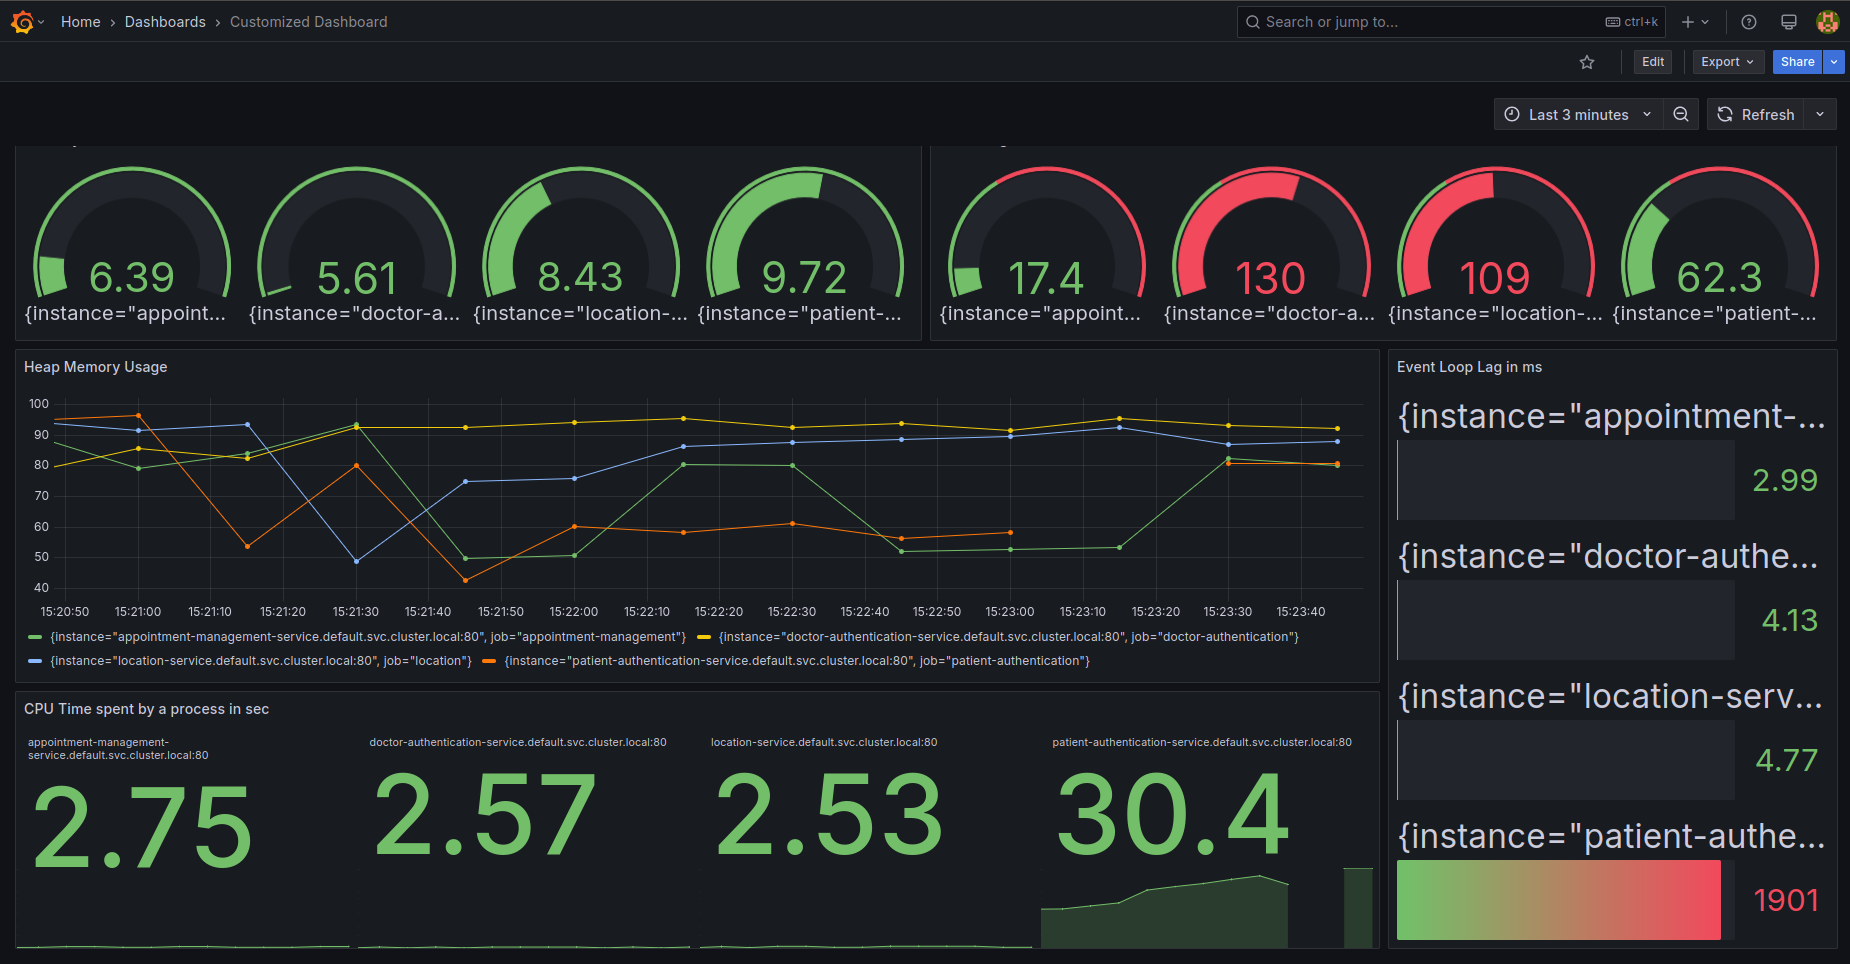 Home › Dashboards › Customized Dashboard
Search or jump to... ctrl+k
Edit Export Share
Last 3 minutes Refresh
6.39 5.61 8.43 9.72
{instance="appoint... {instance="doctor-a... {instance="location-... {instance="patient-...
17.4 130 109 62.3
{instance="appoint... {instance="doctor-a... {instance="location-... {instance="patient-...
Heap Memory Usage
100
90
80
70
60
50
40
15:20:50 15:21:00 15:21:10 15:21:20 15:21:30 15:21:40 15:21:50 15:22:00 15:22:10 15:22:20 15:22:30 15:22:40 15:22:50 15:23:00 15:23:10 15:23:20 15:23:30 15:23:40
{instance="appointment-management-service.default.svc.cluster.local:80", job="appointment-management"} {instance="doctor-authentication-service.default.svc.cluster.local:80", job="doctor-authentication"}
{instance="location-service.default.svc.cluster.local:80", job="location"} {instance="patient-authentication-service.default.svc.cluster.local:80", job="patient-authentication"}
Event Loop Lag in ms
{instance="appointment-...
2.99
{instance="doctor-authe...
4.13
{instance="location-serv...
4.77
{instance="patient-authe...
1901
CPU Time spent by a process in sec
appointment-management-
service.default.svc.cluster.local:80
2.75
doctor-authentication-service.default.svc.cluster.local:80
2.57
location-service.default.svc.cluster.local:80
2.53
patient-authentication-service.default.svc.cluster.local:80
30.4